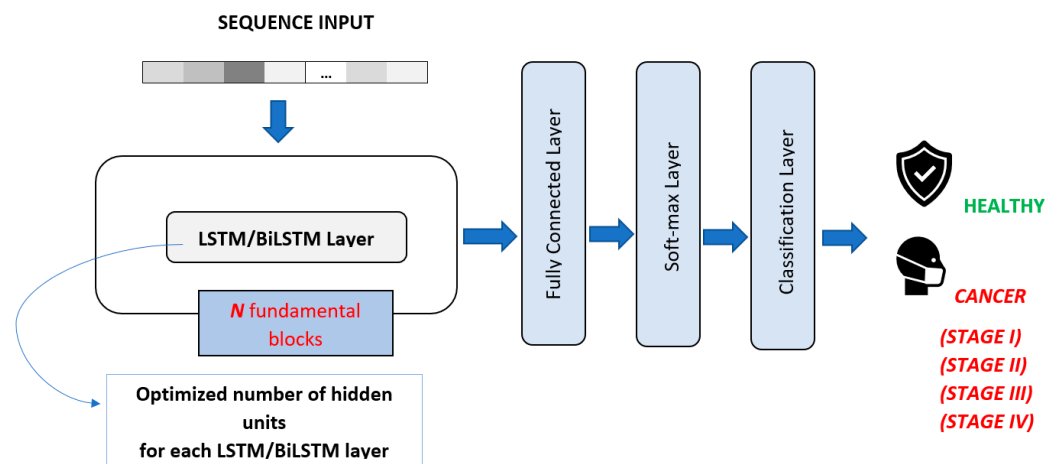 SEQUENCE INPUT
...
LSTM/BiLSTM Layer
N fundamental
blocks
Optimized number of hidden
units
for each LSTM/BiLSTM layer
Fully Connected Layer
Soft-max Layer
Classification Layer
HEALTHY
CANCER
(STAGE I)
(STAGE II)
(STAGE III)
(STAGE IV)